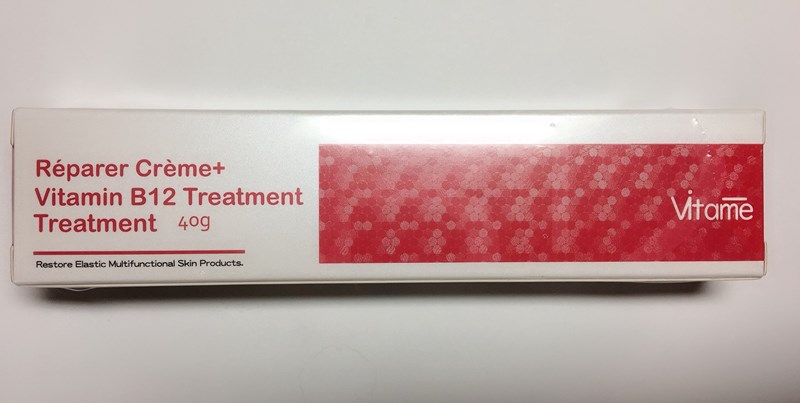 Réparer Crème+
Vitamin B12 Treatment
Treatment 40g
Restore Elastic Multifunctional Skin Products.
Vitame